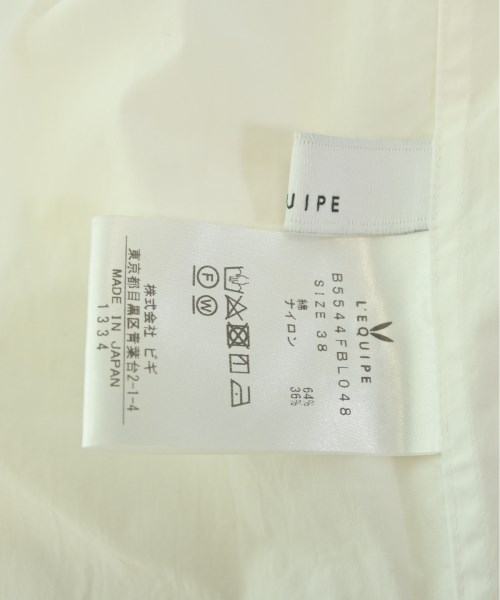 UIPE
L'EQUIPE
B5544FBL048
SIZE 38
綿 64%
ナイロン 36%
F W
株式会社 ビギ
東京都目黒区青葉台2-1-4
MADE IN JAPAN
1334